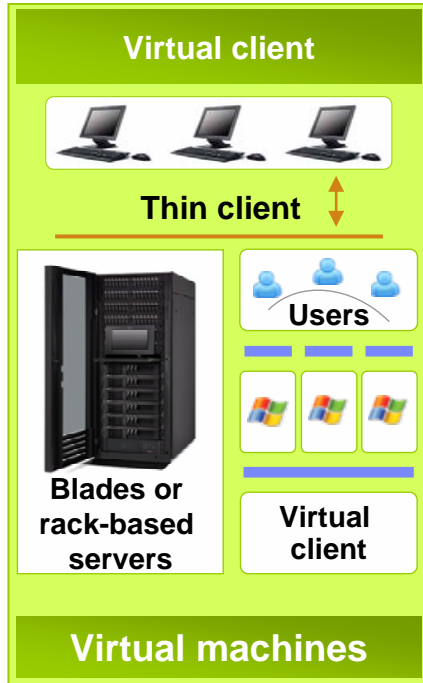 Virtual client
Thin client
Users
Blades or
rack-based
servers
Virtual
client
Virtual machines